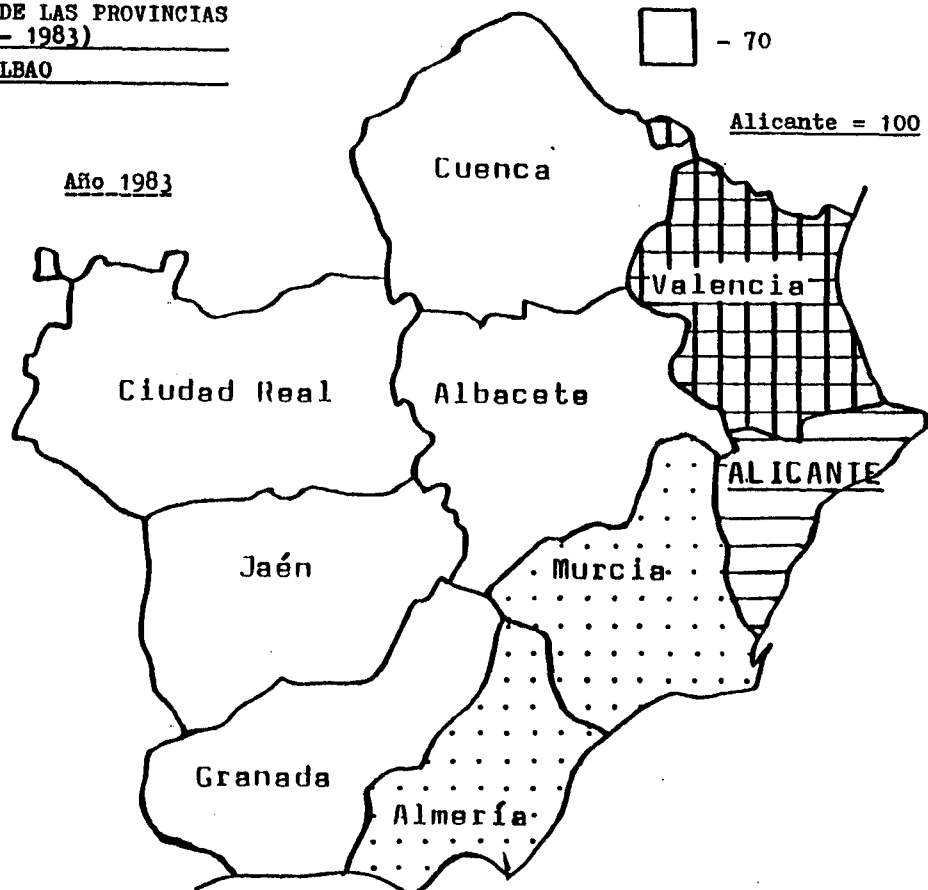 DE LAS PROVINCIAS
- 1983)
LBAO
- 70
Alicante = 100
Año 1983
Cuenca
Valencia
Ciudad Real
Albacete
ALICANTE
Jaén
Murcia
Granada
Almería